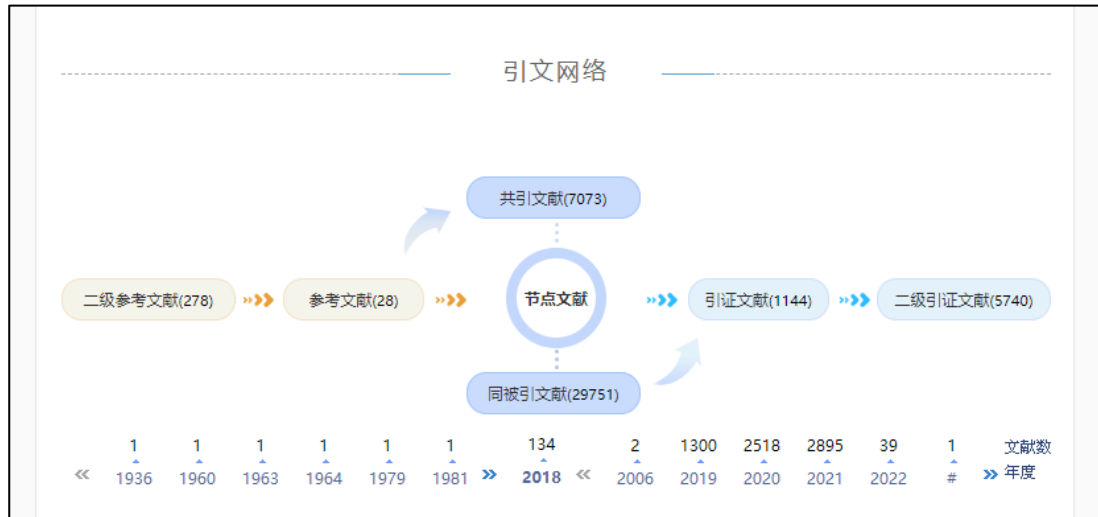 引文网络
共引文献(7073)
二级参考文献(278) 参考文献(28) 节点文献 引证文献(1144) 二级引证文献(5740)
同被引文献(29751)
1 1 1 1 1 1 134 2 1300 2518 2895 39 1 文献数
1936 1960 1963 1964 1979 1981 2018 2006 2019 2020 2021 2022 # 年度